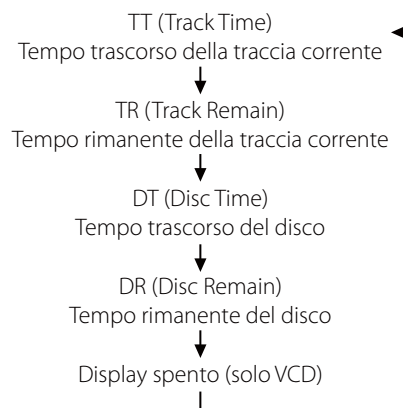 TT (Track Time)
Tempo trascorso della traccia corrente
TR (Track Remain)
Tempo rimanente della traccia corrente
DT (Disc Time)
Tempo trascorso del disco
DR (Disc Remain)
Tempo rimanente del disco
Display spento (solo VCD)